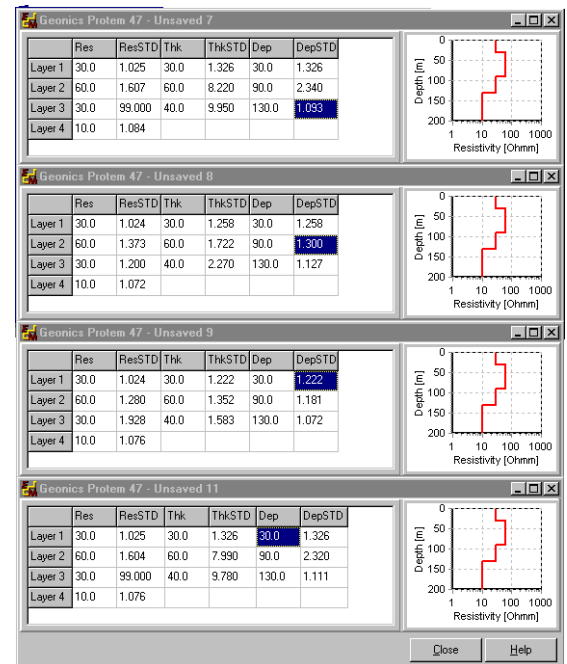 Geonics Protem 47 - Unsaved 7
Res ResSTD Thk ThkSTD Dep DepSTD
Layer 1 30.0 1.025 30.0 1.326 30.0 1.326
Layer 2 60.0 1.607 60.0 8.220 90.0 2.340
Layer 3 30.0 99.000 40.0 9.950 130.0 1.093
Layer 4 10.0 1.084
Depth [m]
0
50
100
150
200
1 10 100 1000
Resistivity [Ohmm]
Geonics Protem 47 - Unsaved 8
Res ResSTD Thk ThkSTD Dep DepSTD
Layer 1 30.0 1.024 30.0 1.258 30.0 1.258
Layer 2 60.0 1.373 60.0 1.722 90.0 1.300
Layer 3 30.0 1.200 40.0 2.270 130.0 1.127
Layer 4 10.0 1.072
Depth [m]
0
50
100
150
200
1 10 100 1000
Resistivity [Ohmm]
Geonics Protem 47 - Unsaved 9
Res ResSTD Thk ThkSTD Dep DepSTD
Layer 1 30.0 1.024 30.0 1.222 30.0 1.222
Layer 2 60.0 1.280 60.0 1.352 90.0 1.181
Layer 3 30.0 1.928 40.0 1.583 130.0 1.072
Layer 4 10.0 1.076
Depth [m]
0
50
100
150
200
1 10 100 1000
Resistivity [Ohmm]
Geonics Protem 47 - Unsaved 11
Res ResSTD Thk ThkSTD Dep DepSTD
Layer 1 30.0 1.025 30.0 1.326 30.0 1.326
Layer 2 60.0 1.604 60.0 7.990 90.0 2.320
Layer 3 30.0 99.000 40.0 9.780 130.0 1.111
Layer 4 10.0 1.076
Depth [m]
0
50
100
150
200
1 10 100 1000
Resistivity [Ohmm]
Close Help